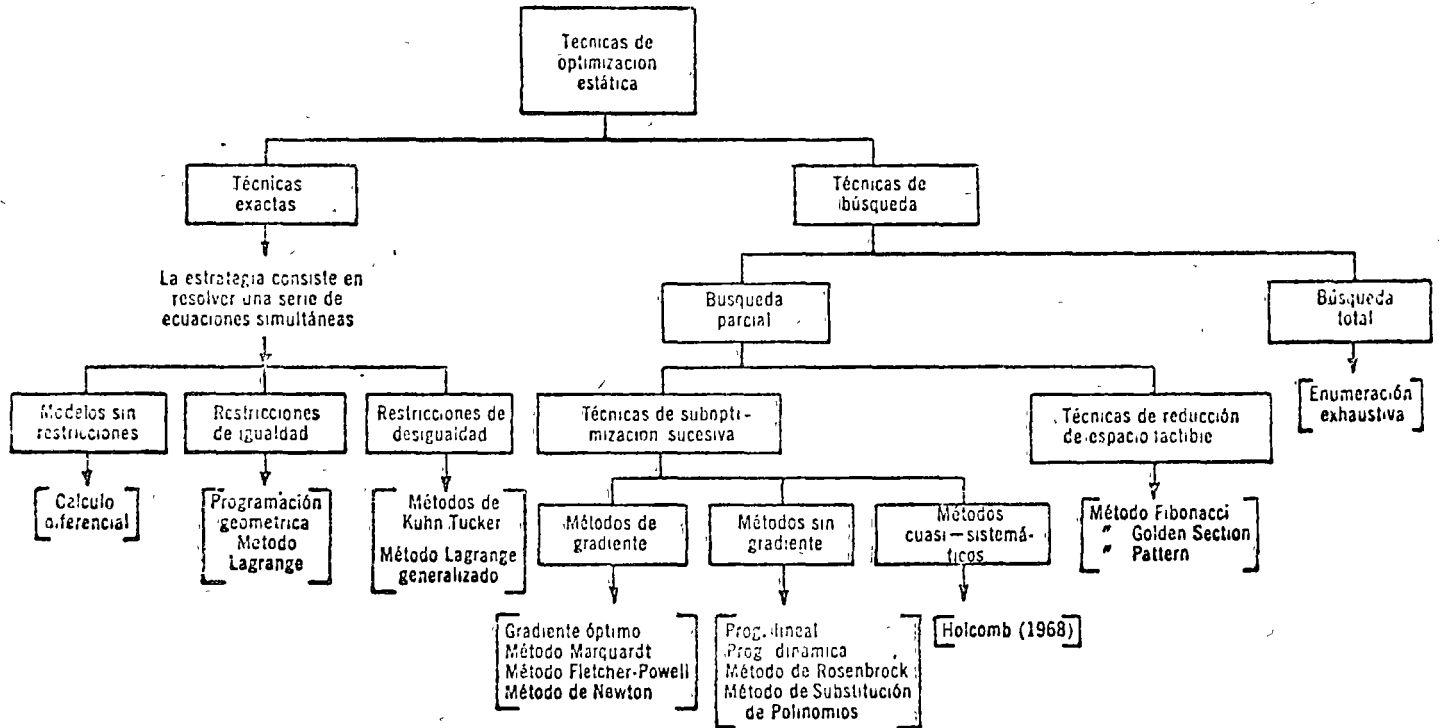 Tecnicas de
optimizacion
estática
Técnicas
exactas
Técnicas de
búsqueda
La estrategia consiste en
resolver una serie de
ecuaciones simultáneas
Busqueda
parcial
Búsqueda
total
Enumeración
exhaustiva
Modelos sin
restricciones
Restricciones
de igualdad
Restricciones de
desigualdad
Técnicas de subopti-
mización sucesiva
Técnicas de reducción
de espacio factible
Calculo
diferencial
Programación
geometrica
Metodo
Lagrange
Métodos de
Kuhn Tucker
Método Lagrange
generalizado
Métodos de
gradiente
Métodos sin
gradiente
Métodos
cuasi-sistemá-
ticos
Método Fibonacci
" Golden Section
" Pattern
Gradiente óptimo
Método Marquardt
Método Fletcher-Powell
Método de Newton
Prog. lineal
Prog dinámica
Método de Rosenbrock
Método de Substitución
de Polinomios
Holcomb (1968)